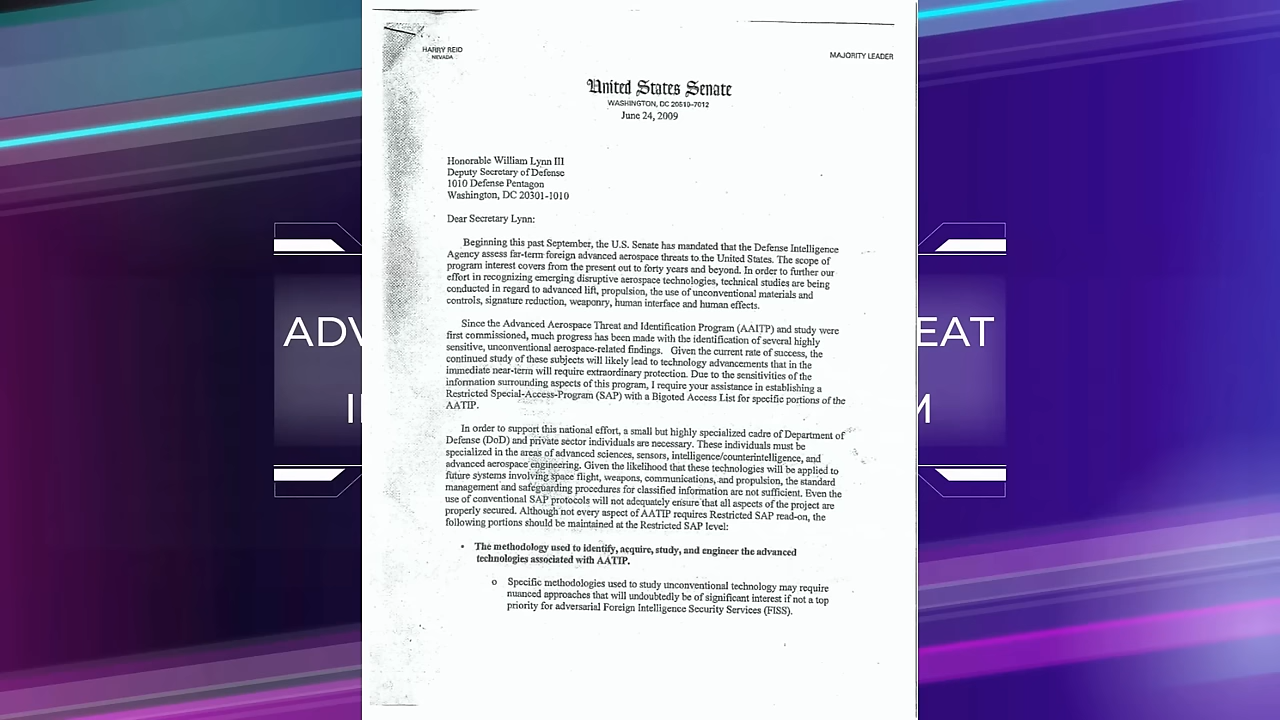 HARRY REID
NEVADA
MAJORITY LEADER
United States Senate
WASHINGTON, DC 20510-7012
June 24, 2009
Honorable William Lynn III
Deputy Secretary of Defense
1010 Defense Pentagon
Washington, DC 20301-1010
Dear Secretary Lynn:
Beginning this past September, the U.S. Senate has mandated that the Defense Intelligence
Agency assess far-term foreign advanced aerospace threats to the United States. The scope of
program interest covers from the present out to forty years and beyond. In order to further our
effort in recognizing emerging disruptive aerospace technologies, technical studies are being
conducted in regard to advanced lift, propulsion, the use of unconventional materials and
controls, signature reduction, weaponry, human interface and human effects.
Since the Advanced Aerospace Threat and Identification Program (AAITP) and study were
first commissioned, much progress has been made with the identification of several highly
sensitive, unconventional aerospace-related findings. Given the current rate of success, the
continued study of these subjects will likely lead to technology advancements that in the
immediate near-term will require extraordinary protection. Due to the sensitivities of the
information surrounding aspects of this program, I require your assistance in establishing a
Restricted Special-Access-Program (SAP) with a Bigoted Access List for specific portions of the
AATIP.
In order to support this national effort, a small but highly specialized cadre of Department of
Defense (DoD) and private sector individuals are necessary. These individuals must be
specialized in the areas of advanced sciences, sensors, intelligence/counterintelligence, and
advanced aerospace engineering. Given the likelihood that these technologies will be applied to
future systems involving space flight, weapons, communications, and propulsion, the standard
management and safeguarding procedures for classified information are not sufficient. Even the
use of conventional SAP protocols will not adequately ensure that all aspects of the project are
properly secured. Although not every aspect of AATIP requires Restricted SAP read-on, the
following portions should be maintained at the Restricted SAP level:
▪ The methodology used to identify, acquire, study, and engineer the advanced
technologies associated with AATIP.
o Specific methodologies used to study unconventional technology may require
nuanced approaches that will undoubtedly be of significant interest if not a top
priority for adversarial Foreign Intelligence Security Services (FISS).
ADV
EAT
I
M